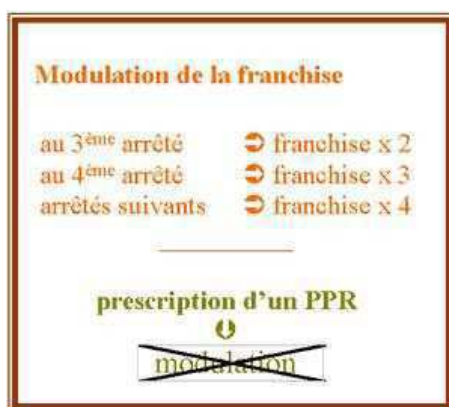 Modulation de la franchise
au 3ème arrêté ➲ franchise x 2
au 4ème arrêté ➲ franchise x 3
arrêtés suivants ➲ franchise x 4
prescription d'un PPR
modulation